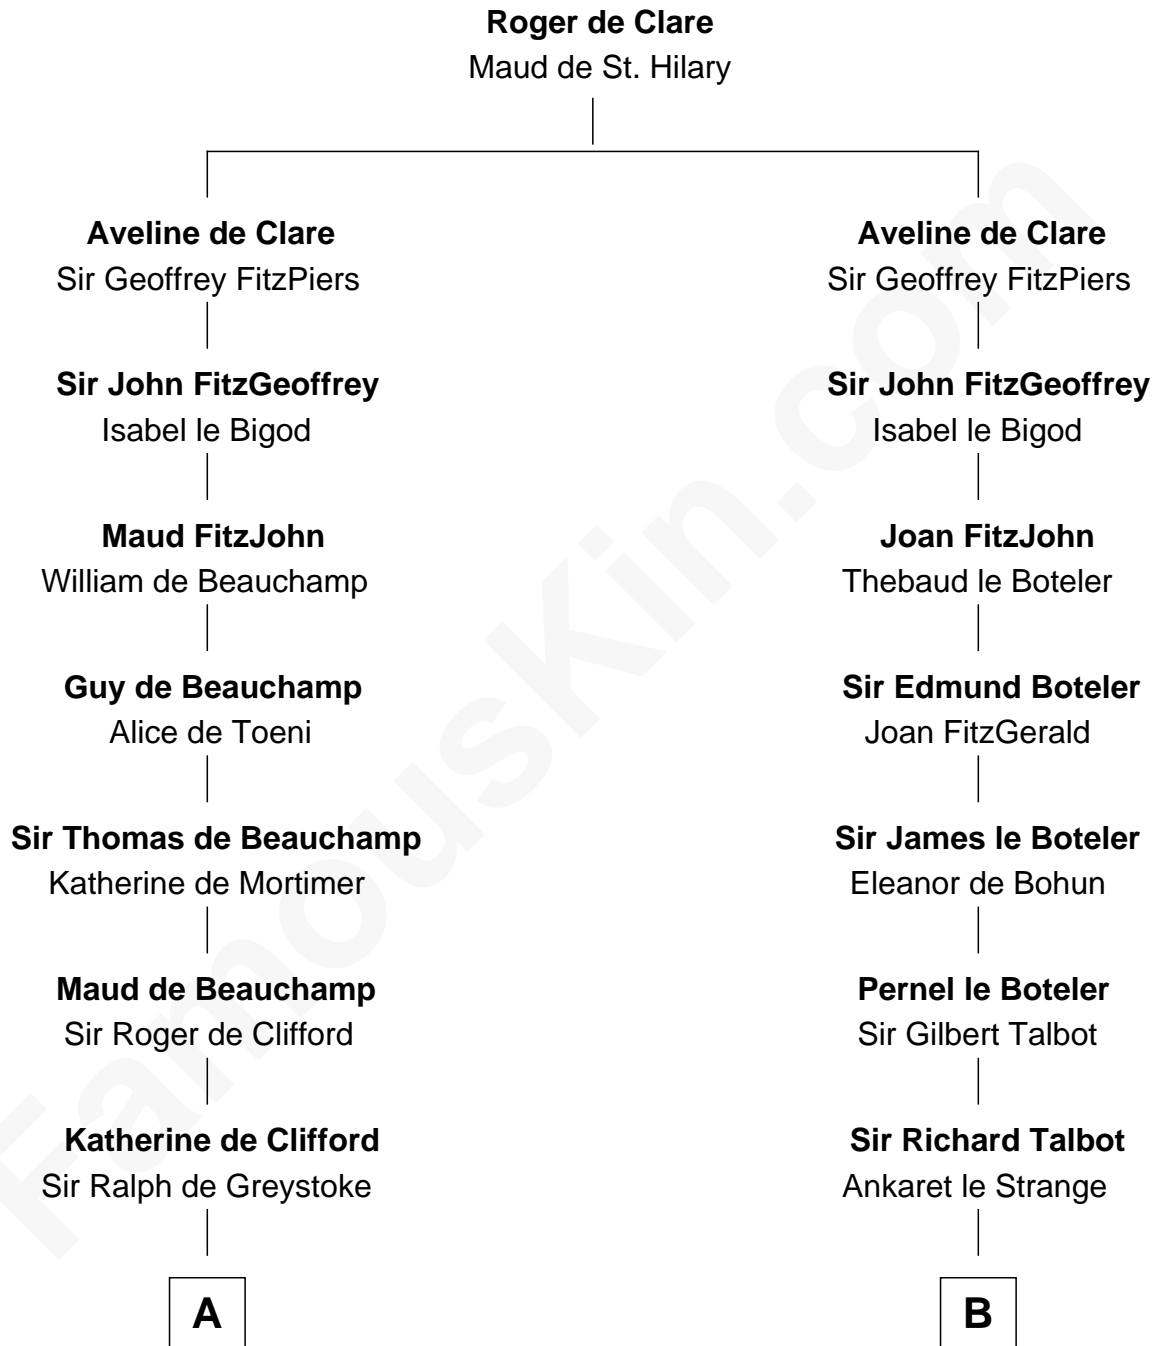 Roger de Clare
Maud de St. Hilary
Aveline de Clare
Sir Geoffrey FitzPiers
Sir John FitzGeoffrey
Isabel le Bigod
Maud FitzJohn
William de Beauchamp
Guy de Beauchamp
Alice de Toeni
Sir Thomas de Beauchamp
Katherine de Mortimer
Maud de Beauchamp
Sir Roger de Clifford
Katherine de Clifford
Sir Ralph de Greystoke
A
Aveline de Clare
Sir Geoffrey FitzPiers
Sir John FitzGeoffrey
Isabel le Bigod
Joan FitzJohn
Thebaud le Boteler
Sir Edmund Boteler
Joan FitzGerald
Sir James le Boteler
Eleanor de Bohun
Pernel le Boteler
Sir Gilbert Talbot
Sir Richard Talbot
Ankaret le Strange
B
FamousKin.com